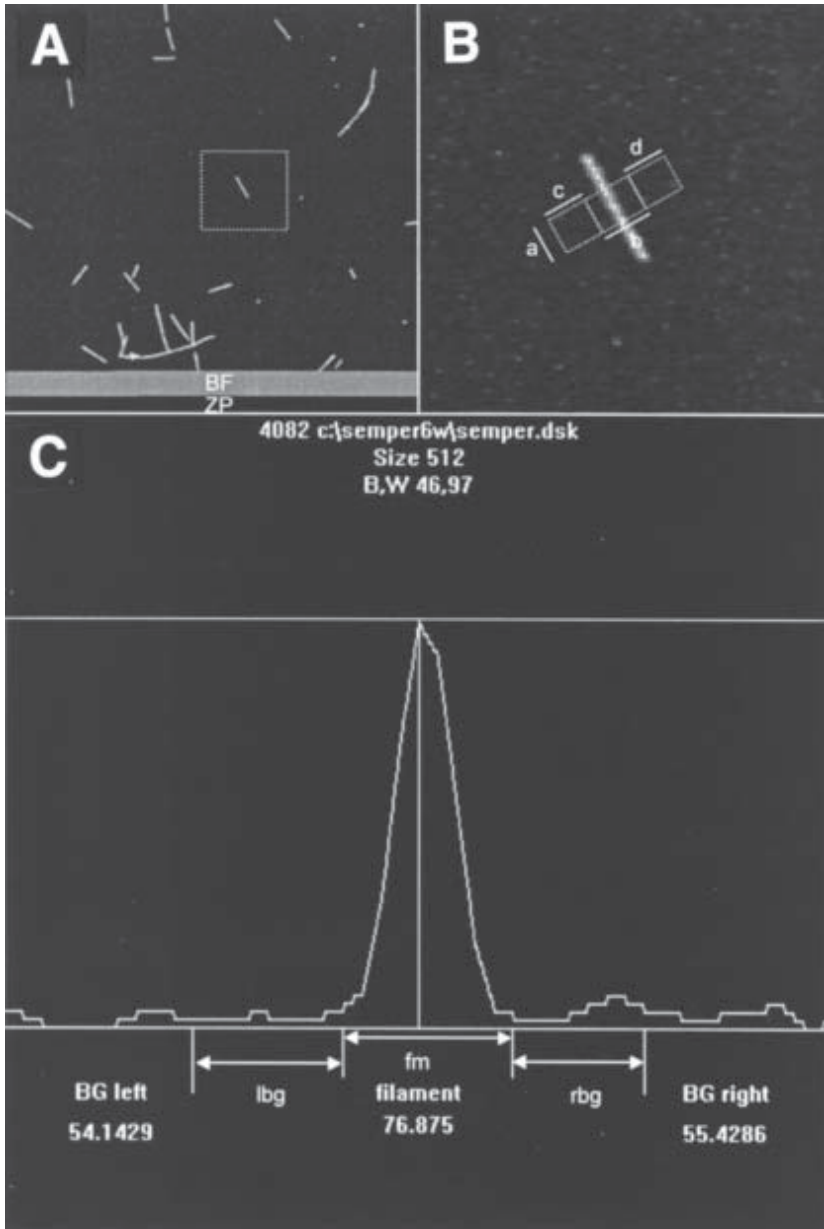 A
BF
ZP
B
a
b
c
d
C
4082 c:\semper6w\semper.dsk
Size 512
B,W 46,97
fm
lbg
rbg
BG left
54.1429
filament
76.875
BG right
55.4286